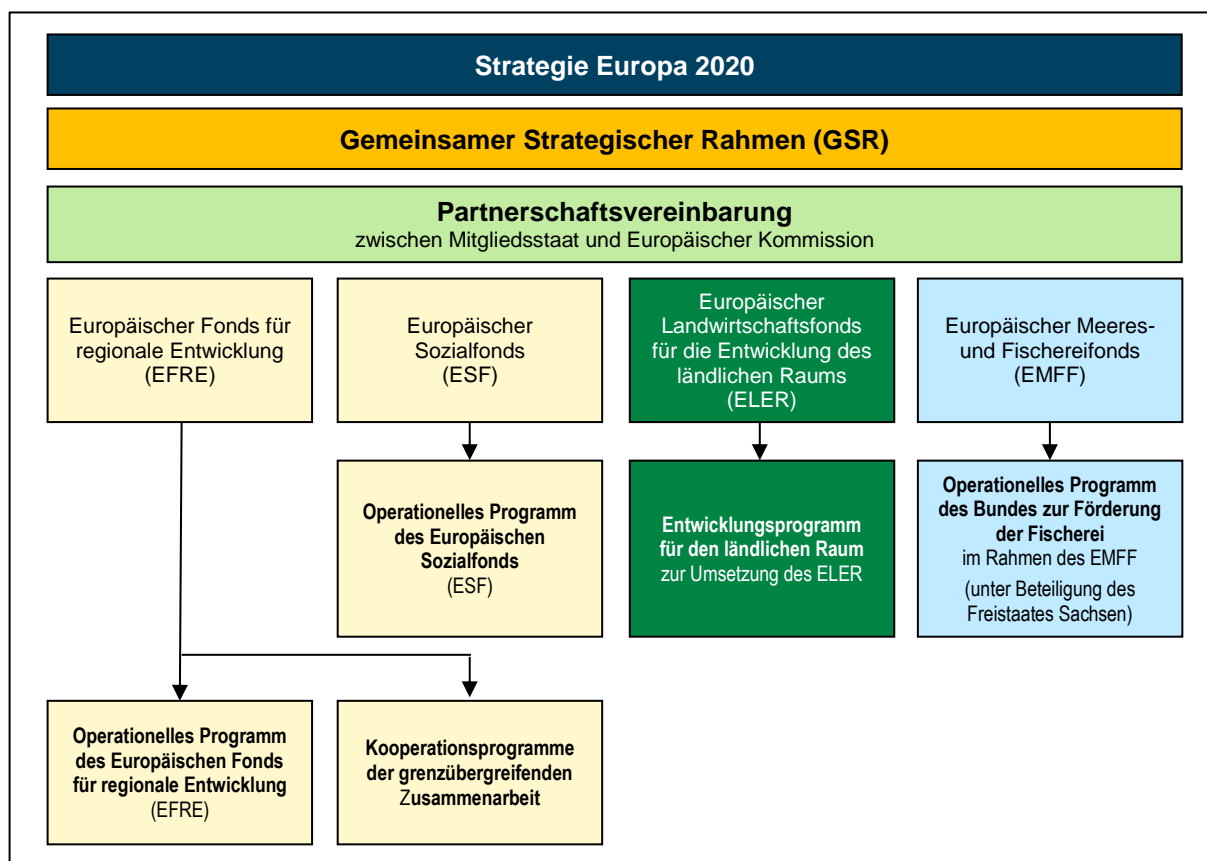 Strategie Europa 2020
Gemeinsamer Strategischer Rahmen (GSR)
Partnerschaftsvereinbarung
zwischen Mitgliedsstaat und Europäischer Kommission
Europäischer Fonds für
regionale Entwicklung
(EFRE)
Europäischer
Sozialfonds
(ESF)
Europäischer
Landwirtschaftsfonds
für die Entwicklung des
ländlichen Raums
(ELER)
Europäischer Meeres-
und Fischereifonds
(EMFF)
Operationelles Programm
des Europäischen
Sozialfonds
(ESF)
Entwicklungsprogramm
für den ländlichen Raum
zur Umsetzung des ELER
Operationelles Programm
des Bundes zur Förderung
der Fischerei
im Rahmen des EMFF
(unter Beteiligung des
Freistaates Sachsen)
Operationelles Programm
des Europäischen Fonds
für regionale Entwicklung
(EFRE)
Kooperationsprogramme
der grenzübergreifenden
Zusammenarbeit